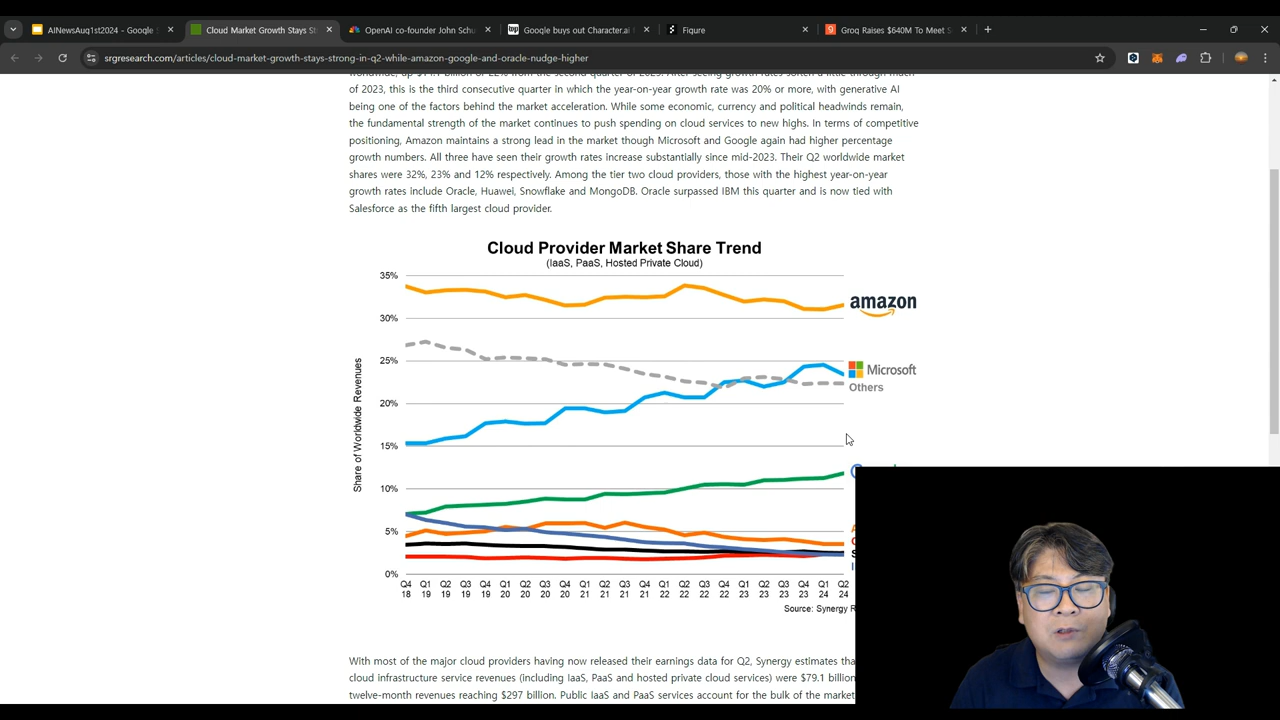 AINewsAug1st2024 - Google S
Cloud Market Growth Stays St
OpenAI co-founder John Schu
Google buys out Character.ai f
Figure
Groq Raises $640M To Meet S
srgresearch.com/articles/cloud-market-growth-stays-strong-in-q2-while-amazon-google-and-oracle-nudge-higher
of 2023, this is the third consecutive quarter in which the year-on-year growth rate was 20% or more, with generative AI
being one of the factors behind the market acceleration. While some economic, currency and political headwinds remain,
the fundamental strength of the market continues to push spending on cloud services to new highs. In terms of competitive
positioning, Amazon maintains a strong lead in the market though Microsoft and Google again had higher percentage
growth numbers. All three have seen their growth rates increase substantially since mid-2023. Their Q2 worldwide market
shares were 32%, 23% and 12% respectively. Among the tier two cloud providers, those with the highest year-on-year
growth rates include Oracle, Huawei, Snowflake and MongoDB. Oracle surpassed IBM this quarter and is now tied with
Salesforce as the fifth largest cloud provider.
Cloud Provider Market Share Trend
(IaaS, PaaS, Hosted Private Cloud)
Share of Worldwide Revenues
35%
30%
25%
20%
15%
10%
5%
0%
amazon
Microsoft
Others
Q4 Q1 Q2 Q3 Q4 Q1 Q2 Q3 Q4 Q1 Q2 Q3 Q4 Q1 Q2 Q3 Q4 Q1 Q2 Q3 Q4 Q1 Q2
18 19 19 19 19 20 20 20 20 21 21 21 21 22 22 22 22 23 23 23 23 24 24
Source: Synergy R
With most of the major cloud providers having now released their earnings data for Q2, Synergy estimates tha
cloud infrastructure service revenues (including IaaS, PaaS and hosted private cloud services) were $79.1 billion
twelve-month revenues reaching $297 billion. Public IaaS and PaaS services account for the bulk of the market